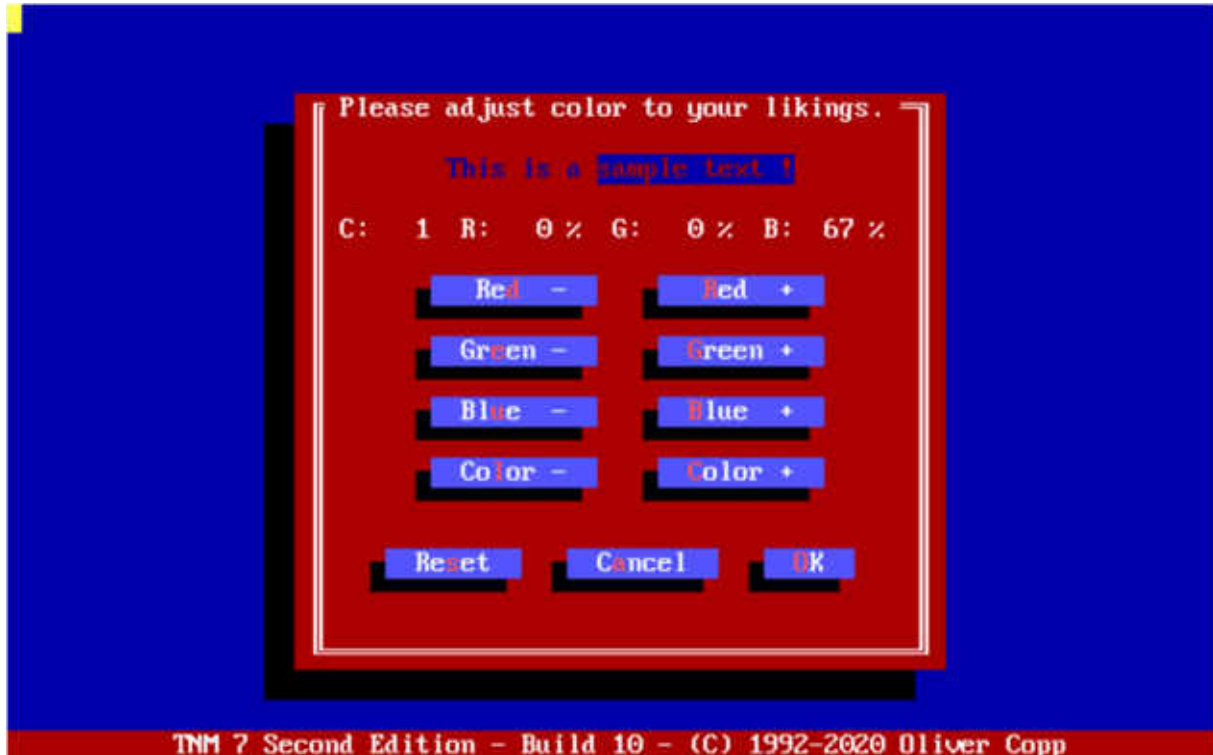 Please adjust color to your likings.
This is a sample text !
C: 1 R: 0 % G: 0 % B: 67 %
Red - Red +
Green - Green +
Blue - Blue +
Color - Color +
Reset Cancel OK
TNM 7 Second Edition - Build 10 - (C) 1992-2020 Oliver Copp